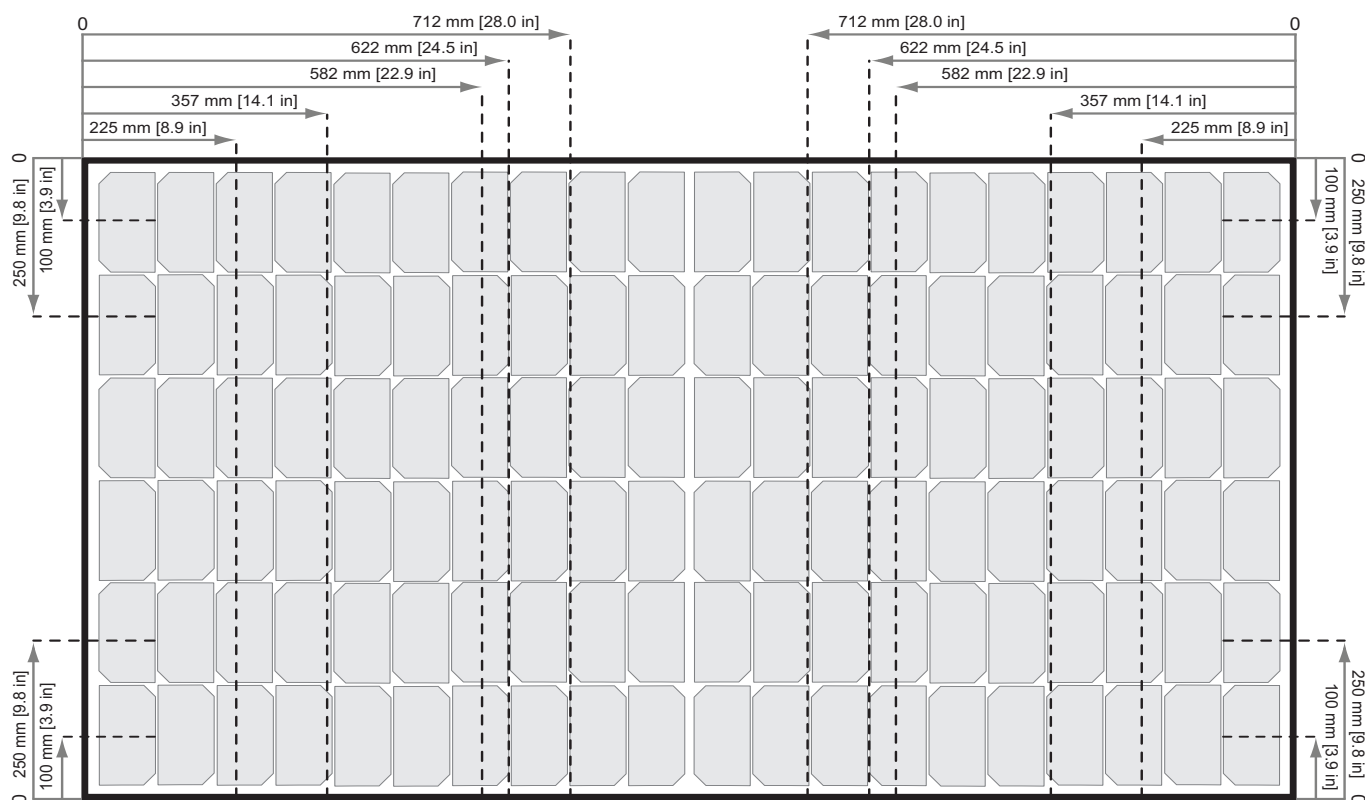 0
0
712 mm [28.0 in]
712 mm [28.0 in]
622 mm [24.5 in]
622 mm [24.5 in]
582 mm [22.9 in]
582 mm [22.9 in]
357 mm [14.1 in]
357 mm [14.1 in]
225 mm [8.9 in]
225 mm [8.9 in]
0
250 mm [9.8 in]
100 mm [3.9 in]
100 mm [3.9 in]
250 mm [9.8 in]
0
250 mm [9.8 in]
100 mm [3.9 in]
0
100 mm [3.9 in]
250 mm [9.8 in]
0